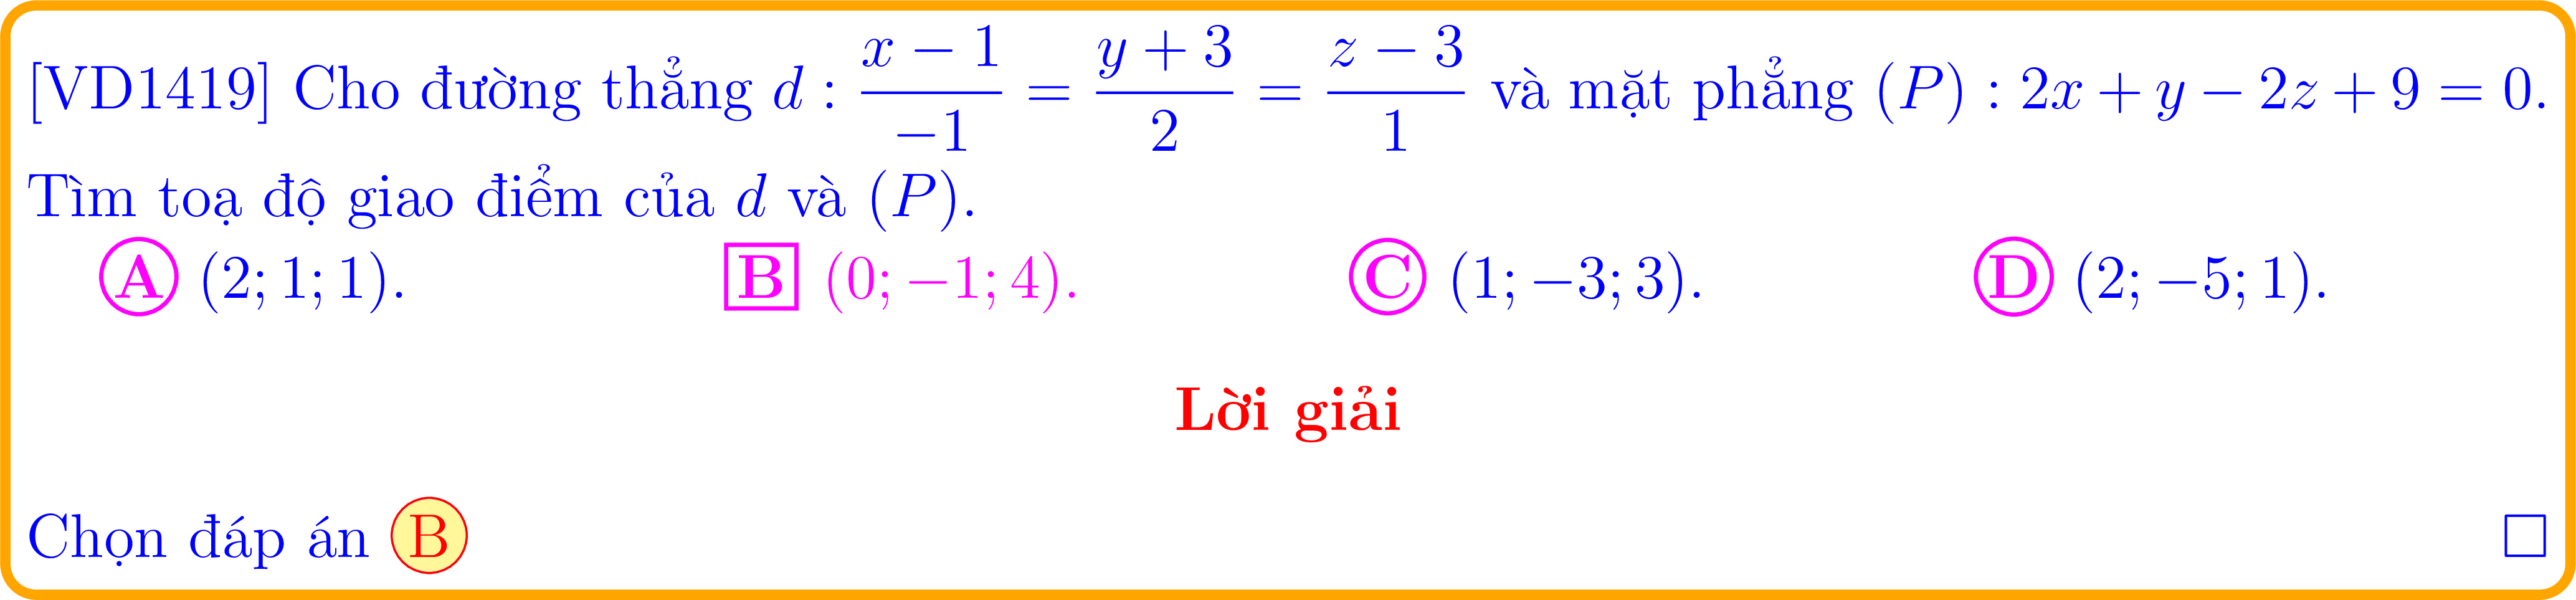 [VD1419] Cho đường thẳng d : \frac{x − 1}{−1} = \frac{y + 3}{2} = \frac{z − 3}{1} và mặt phẳng (P) : 2x + y − 2z + 9 = 0.
Tìm toạ độ giao điểm của d và (P).
A (2; 1; 1). B (0; −1; 4). C (1; −3; 3). D (2; −5; 1).
Lời giải
Chọn đáp án B □